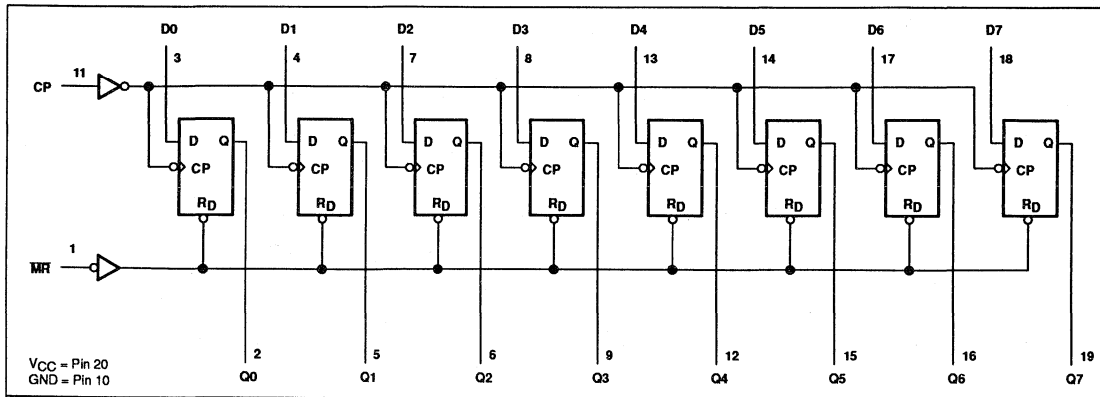 D0 D1 D2 D3 D4 D5 D6 D7
3 4 7 8 13 14 17 18
CP 11
D Q D Q D Q D Q D Q D Q D Q D Q
CP CP CP CP CP CP CP CP
RD RD RD RD RD RD RD RD
MR 1
2 5 6 9 12 15 16 19
VCC = Pin 20
GND = Pin 10
Q0 Q1 Q2 Q3 Q4 Q5 Q6 Q7